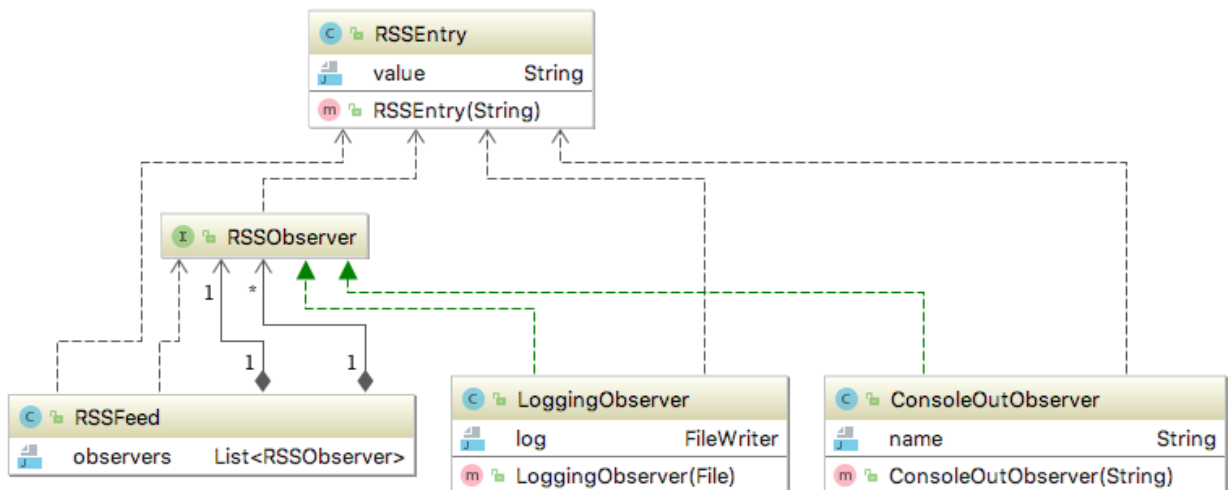 RSSEntry
value String
RSSEntry(String)
RSSObserver
1 *
1 1
RSSFeed
observers List<RSSObserver>
LoggingObserver
log FileWriter
LoggingObserver(File)
ConsoleOutObserver
name String
ConsoleOutObserver(String)